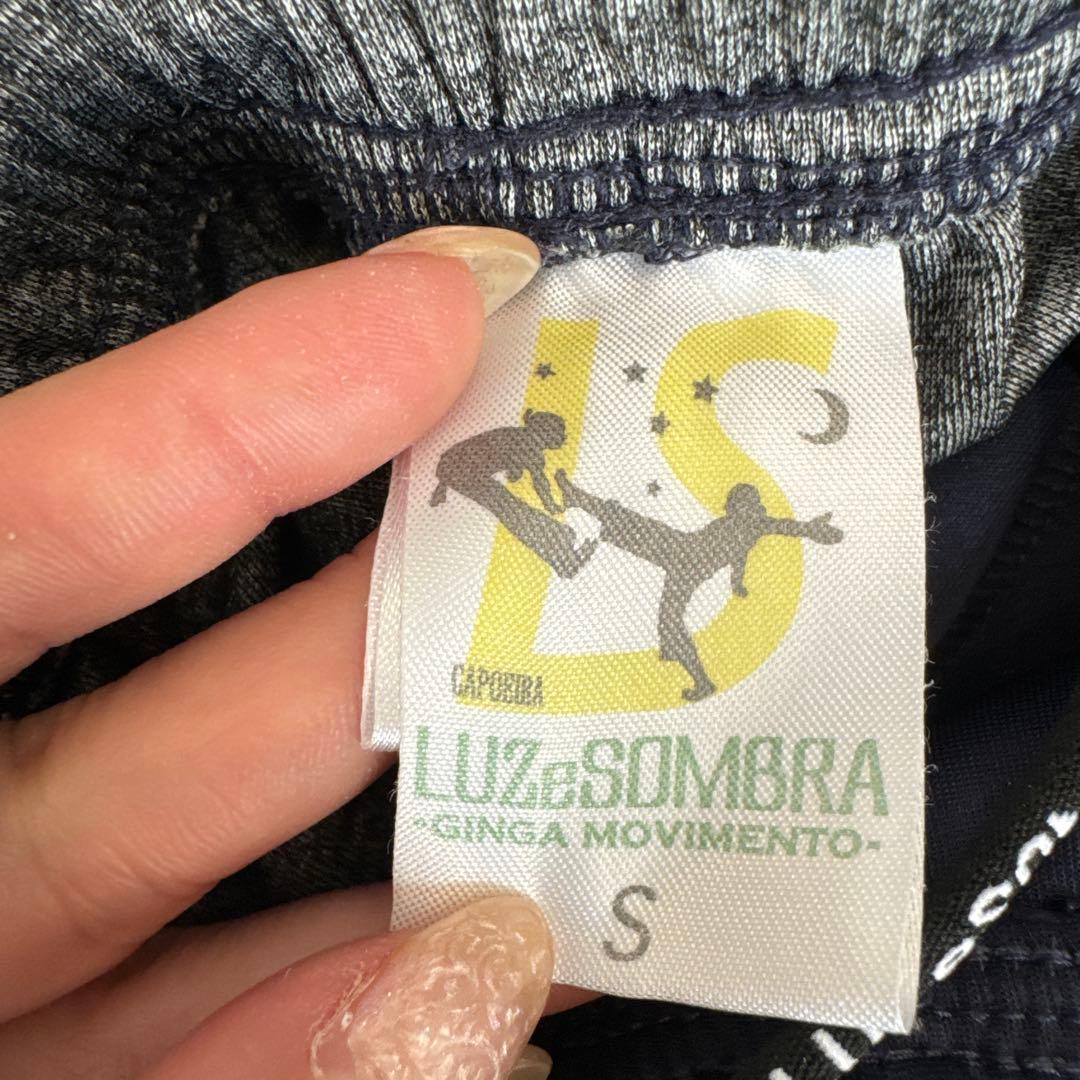 LS
CAPOEIRA
LUZeSOMBRA
-GINGA MOVIMENTO-
S